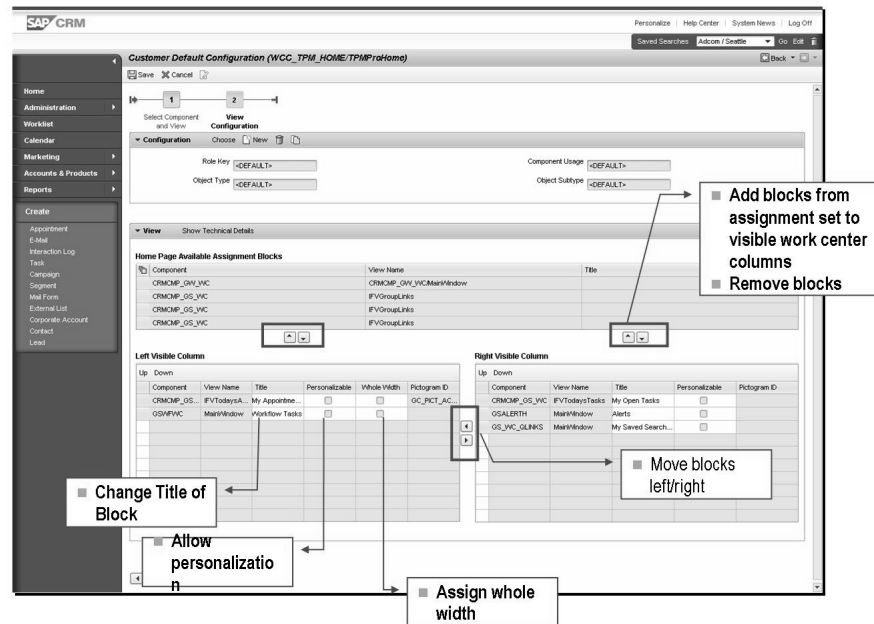 SAP CRM
Personalize | Help Center | System News | Log Off
Saved Searches Adcom / Seattle Go Edit
Customer Default Configuration (WCC_TPM_HOME/TPMProHome)
Back
Save Cancel
Home
Administration
Worklist
Calendar
Marketing
Accounts & Products
Reports
Create
Appointment
E-Mail
Interaction Log
Task
Campaign
Segment
Mail Form
External List
Corporate Account
Contact
Lead
1 2
Select Component and View
View Configuration
Configuration Choose New
Role Key <DEFAULT>
Component Usage <DEFAULT>
Object Type <DEFAULT>
Object Subtype <DEFAULT>
View Show Technical Details
Home Page Available Assignment Blocks
Component View Name Title
CRMCMP_GW_WC CRMCMP_GW_WC/MainWindow
CRMCMP_GS_WC IFVGroupLinks
CRMCMP_GS_WC IFVGroupLinks
CRMCMP_GS_WC IFVGroupLinks
Left Visible Column
Up Down
Component View Name Title Personalizable Whole Width Pictogram ID
CRMCMP_GS... IFVTodaysA... My Appointme... GC_PICT_AC...
GSWFWC MainWindow Workflow Tasks
Right Visible Column
Up Down
Component View Name Title Personalizable Pictogram ID
CRMCMP_GS_WC IFVTodaysTasks My Open Tasks
GSALERTH MainWindow Alerts
GS_WC_QLINKS MainWindow My Saved Search...
Add blocks from
assignment set to
visible work center
columns
Remove blocks
Move blocks
left/right
Change Title of
Block
Allow
personalizatio
n
Assign whole
width